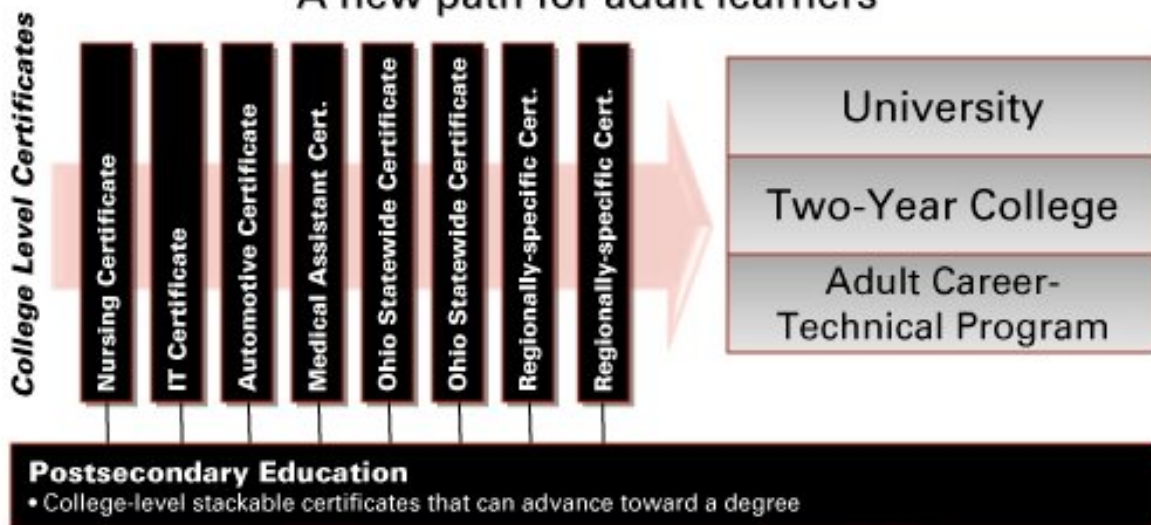 A new path for adult learners
College Level Certificates
Nursing Certificate
IT Certificate
Automotive Certificate
Medical Assistant Cert.
Ohio Statewide Certificate
Ohio Statewide Certificate
Regionally-specific Cert.
Regionally-specific Cert.
University
Two-Year College
Adult Career-
Technical Program
Postsecondary Education
• College-level stackable certificates that can advance toward a degree